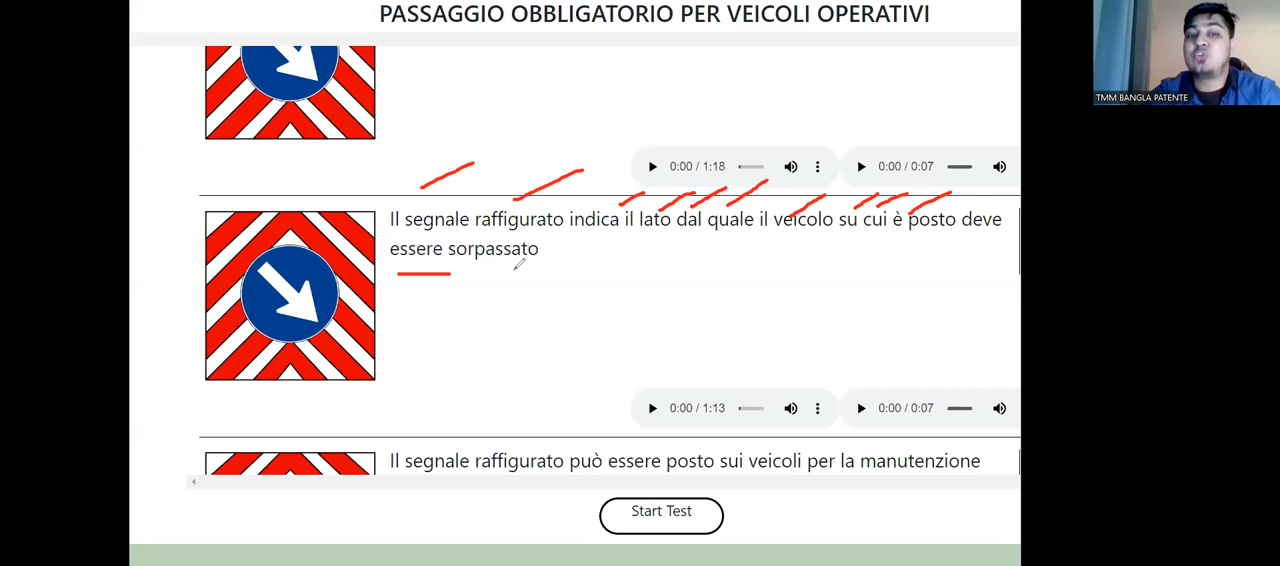 PASSAGGIO OBBLIGATORIO PER VEICOLI OPERATIVI
TMM BANGLA PATENTE
0:00 / 1:18
0:00 / 0:07
Il segnale raffigurato indica il lato dal quale il veicolo su cui è posto deve
essere sorpassato
0:00 / 1:13
0:00 / 0:07
Il segnale raffigurato può essere posto sui veicoli per la manutenzione
Start Test